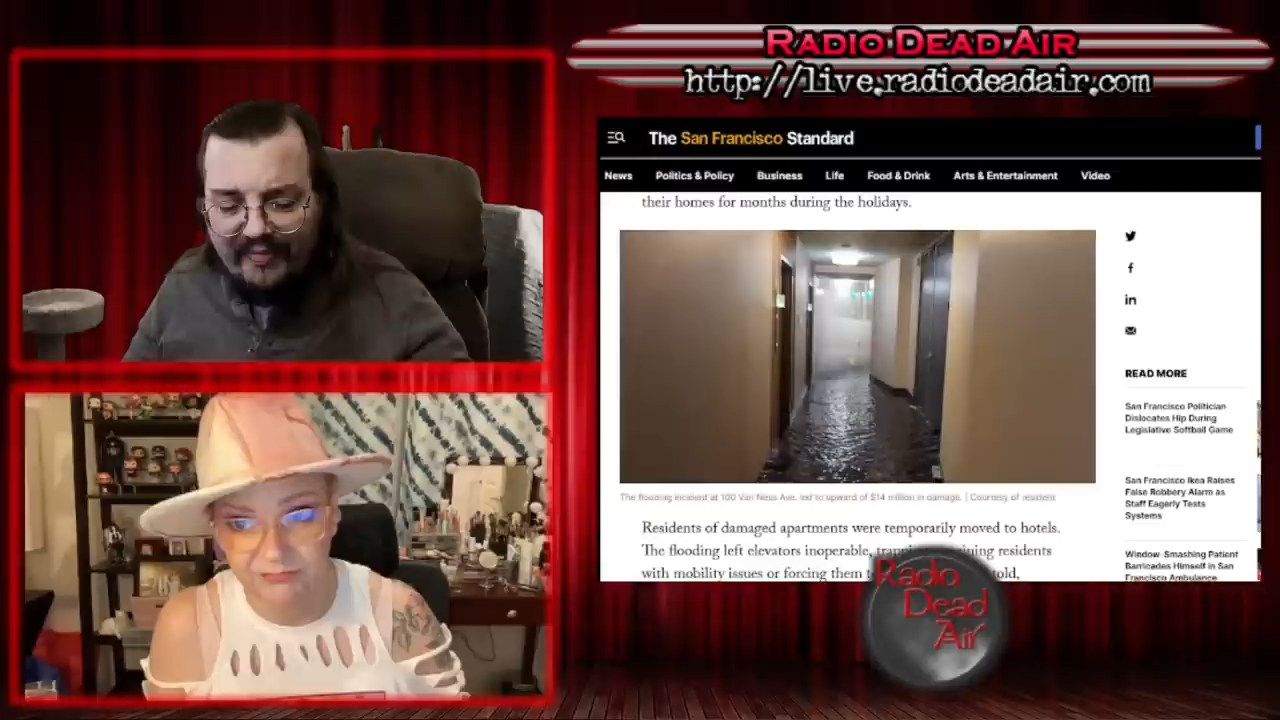 Radio Dead Air
http://live.radiodeadair.com
The San Francisco Standard
News Politics & Policy Business Life Food & Drink Arts & Entertainment Video
their homes for months during the holidays.
The flooding incident at 100 Van Ness Ave. led to upward of $14 million in damage. | Courtesy of resident
Residents of damaged apartments were temporarily moved to hotels.
The flooding left elevators inoperable, residents
with mobility issues or forcing them told,
READ MORE
San Francisco Politician
Dislocates Hip During
Legislative Softball Game
San Francisco Ikea Raises
False Robbery Alarm as
Staff Eagerly Tests
Systems
Window-Smashing Patient
Barricades Himself in San
Francisco Ambulance
Radio
Dead
Air